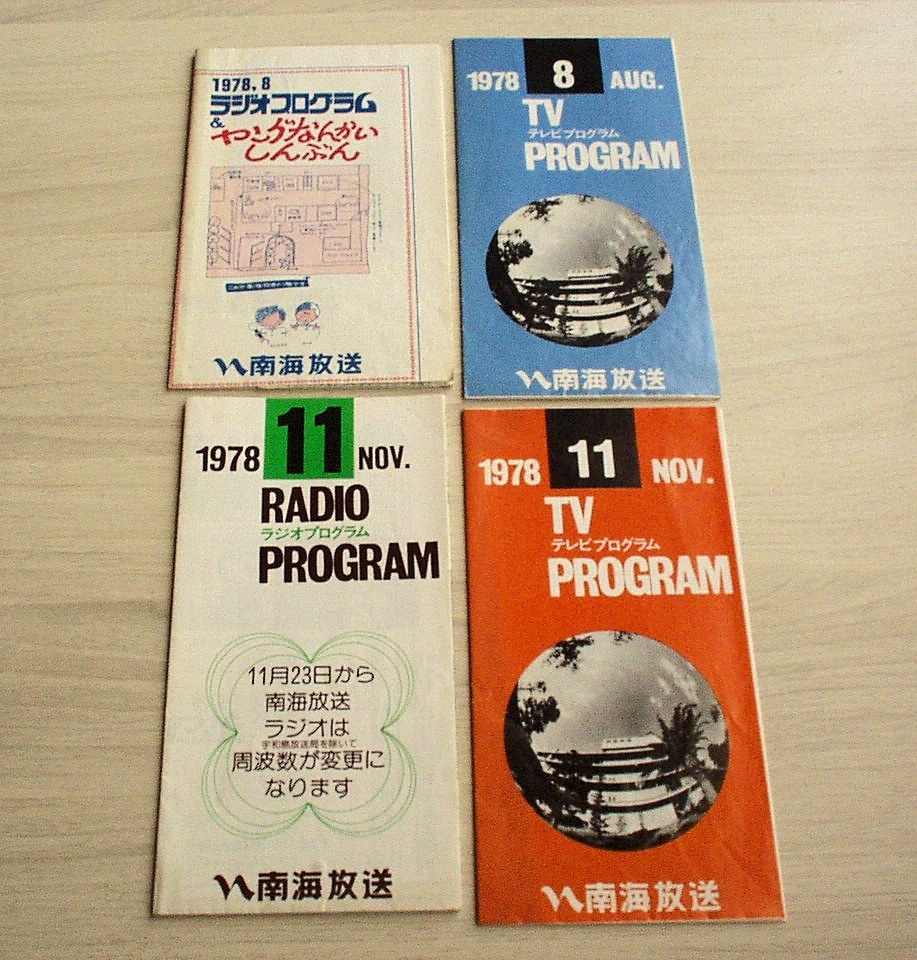 1978, 8
ラジオプログラム
&
ヤングなんかい
しんぶん
南海放送
1978 8 AUG.
TV
テレビプログラム
PROGRAM
南海放送
1978 11 NOV.
RADIO
ラジオプログラム
PROGRAM
11月23日から
南海放送
ラジオは
宇和島放送局を除いて
周波数が変更に
なります
南海放送
1978 11 NOV.
TV
テレビプログラム
PROGRAM
南海放送